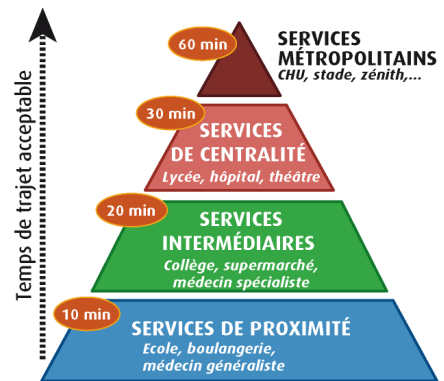 Temps de trajet acceptable
60 min
SERVICES
MÉTROPOLITAINS
CHU, stade, zénith,...
30 min
SERVICES
DE CENTRALITÉ
Lycée, hôpital, théâtre
20 min
SERVICES
INTERMÉDIAIRES
Collège, supermarché,
médecin spécialiste
10 min
SERVICES DE PROXIMITÉ
Ecole, boulangerie,
médecin généraliste